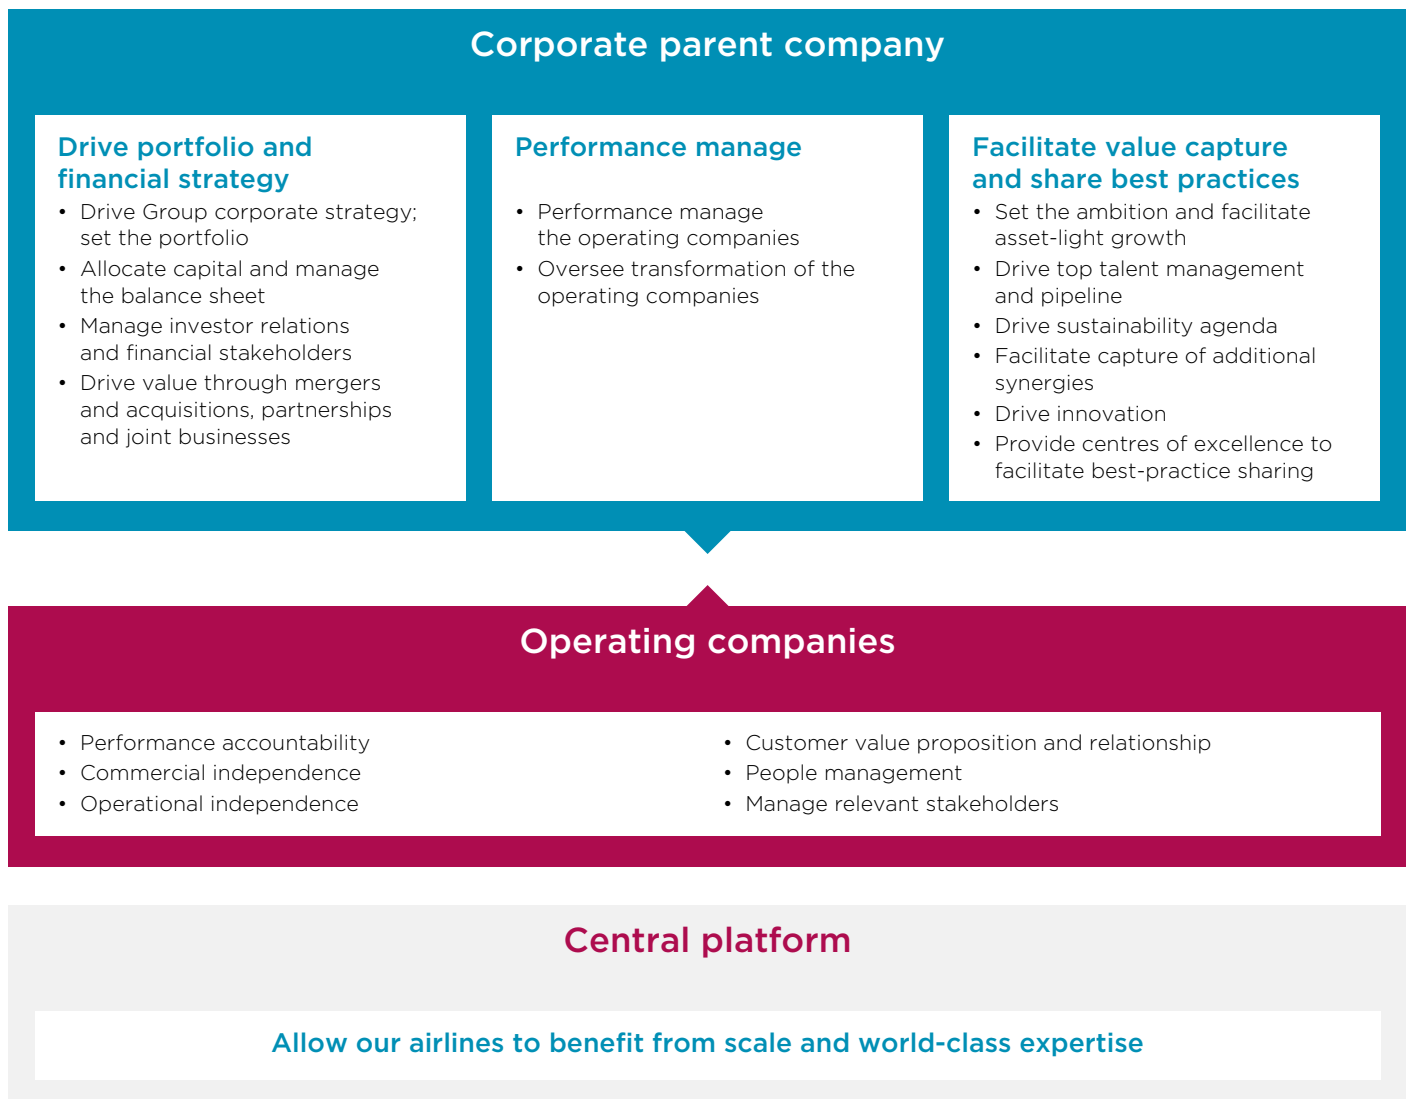 Corporate parent company
Drive portfolio and
financial strategy
• Drive Group corporate strategy;
set the portfolio
• Allocate capital and manage
the balance sheet
• Manage investor relations
and financial stakeholders
• Drive value through mergers
and acquisitions, partnerships
and joint businesses
Performance manage
• Performance manage
the operating companies
• Oversee transformation of the
operating companies
Facilitate value capture
and share best practices
• Set the ambition and facilitate
asset-light growth
• Drive top talent management
and pipeline
• Drive sustainability agenda
• Facilitate capture of additional
synergies
• Drive innovation
• Provide centres of excellence to
facilitate best-practice sharing
Operating companies
• Performance accountability
• Commercial independence
• Operational independence
• Customer value proposition and relationship
• People management
• Manage relevant stakeholders
Central platform
Allow our airlines to benefit from scale and world-class expertise